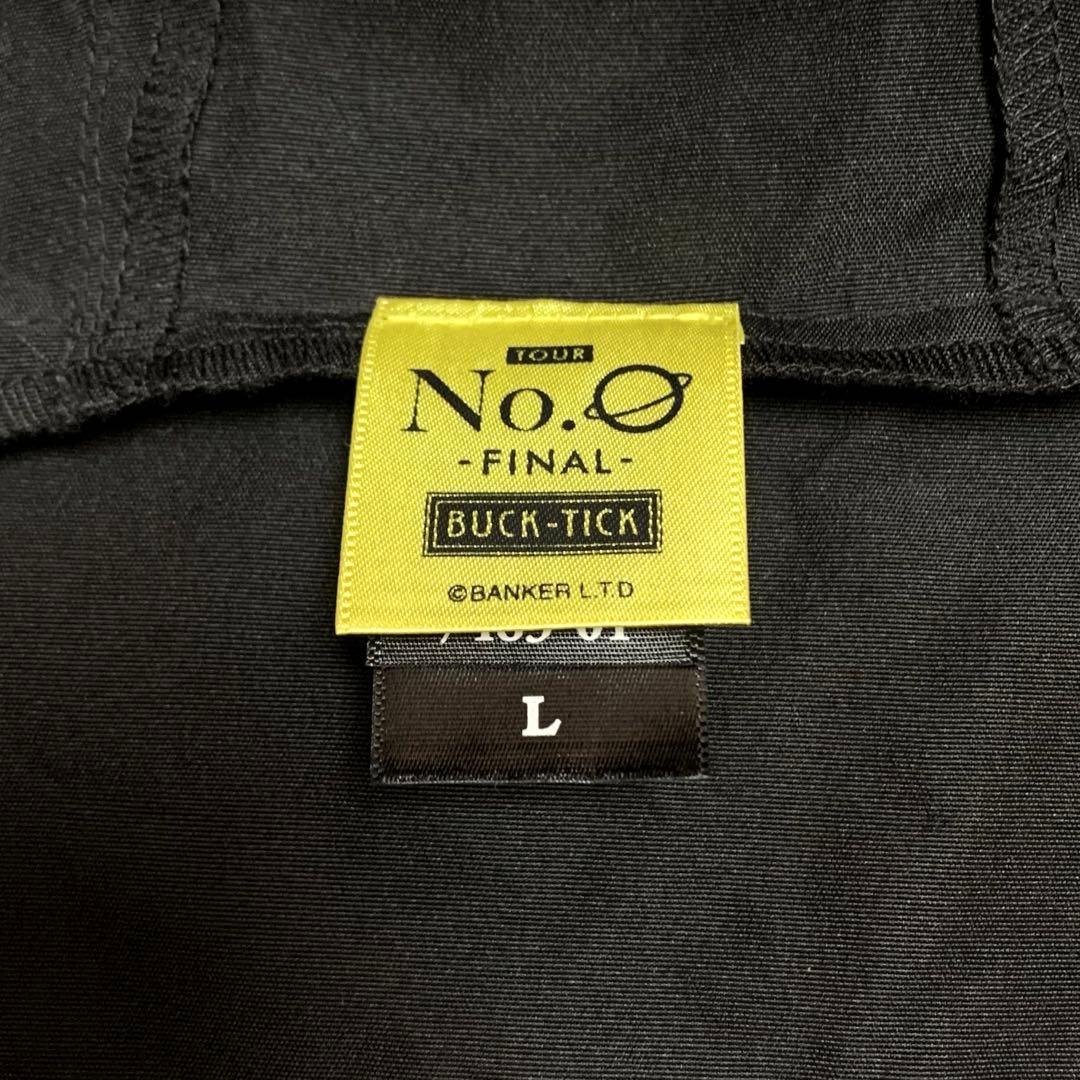 TOUR
No.0
-FINAL-
BUCK-TICK
©BANKER L.T.D
L